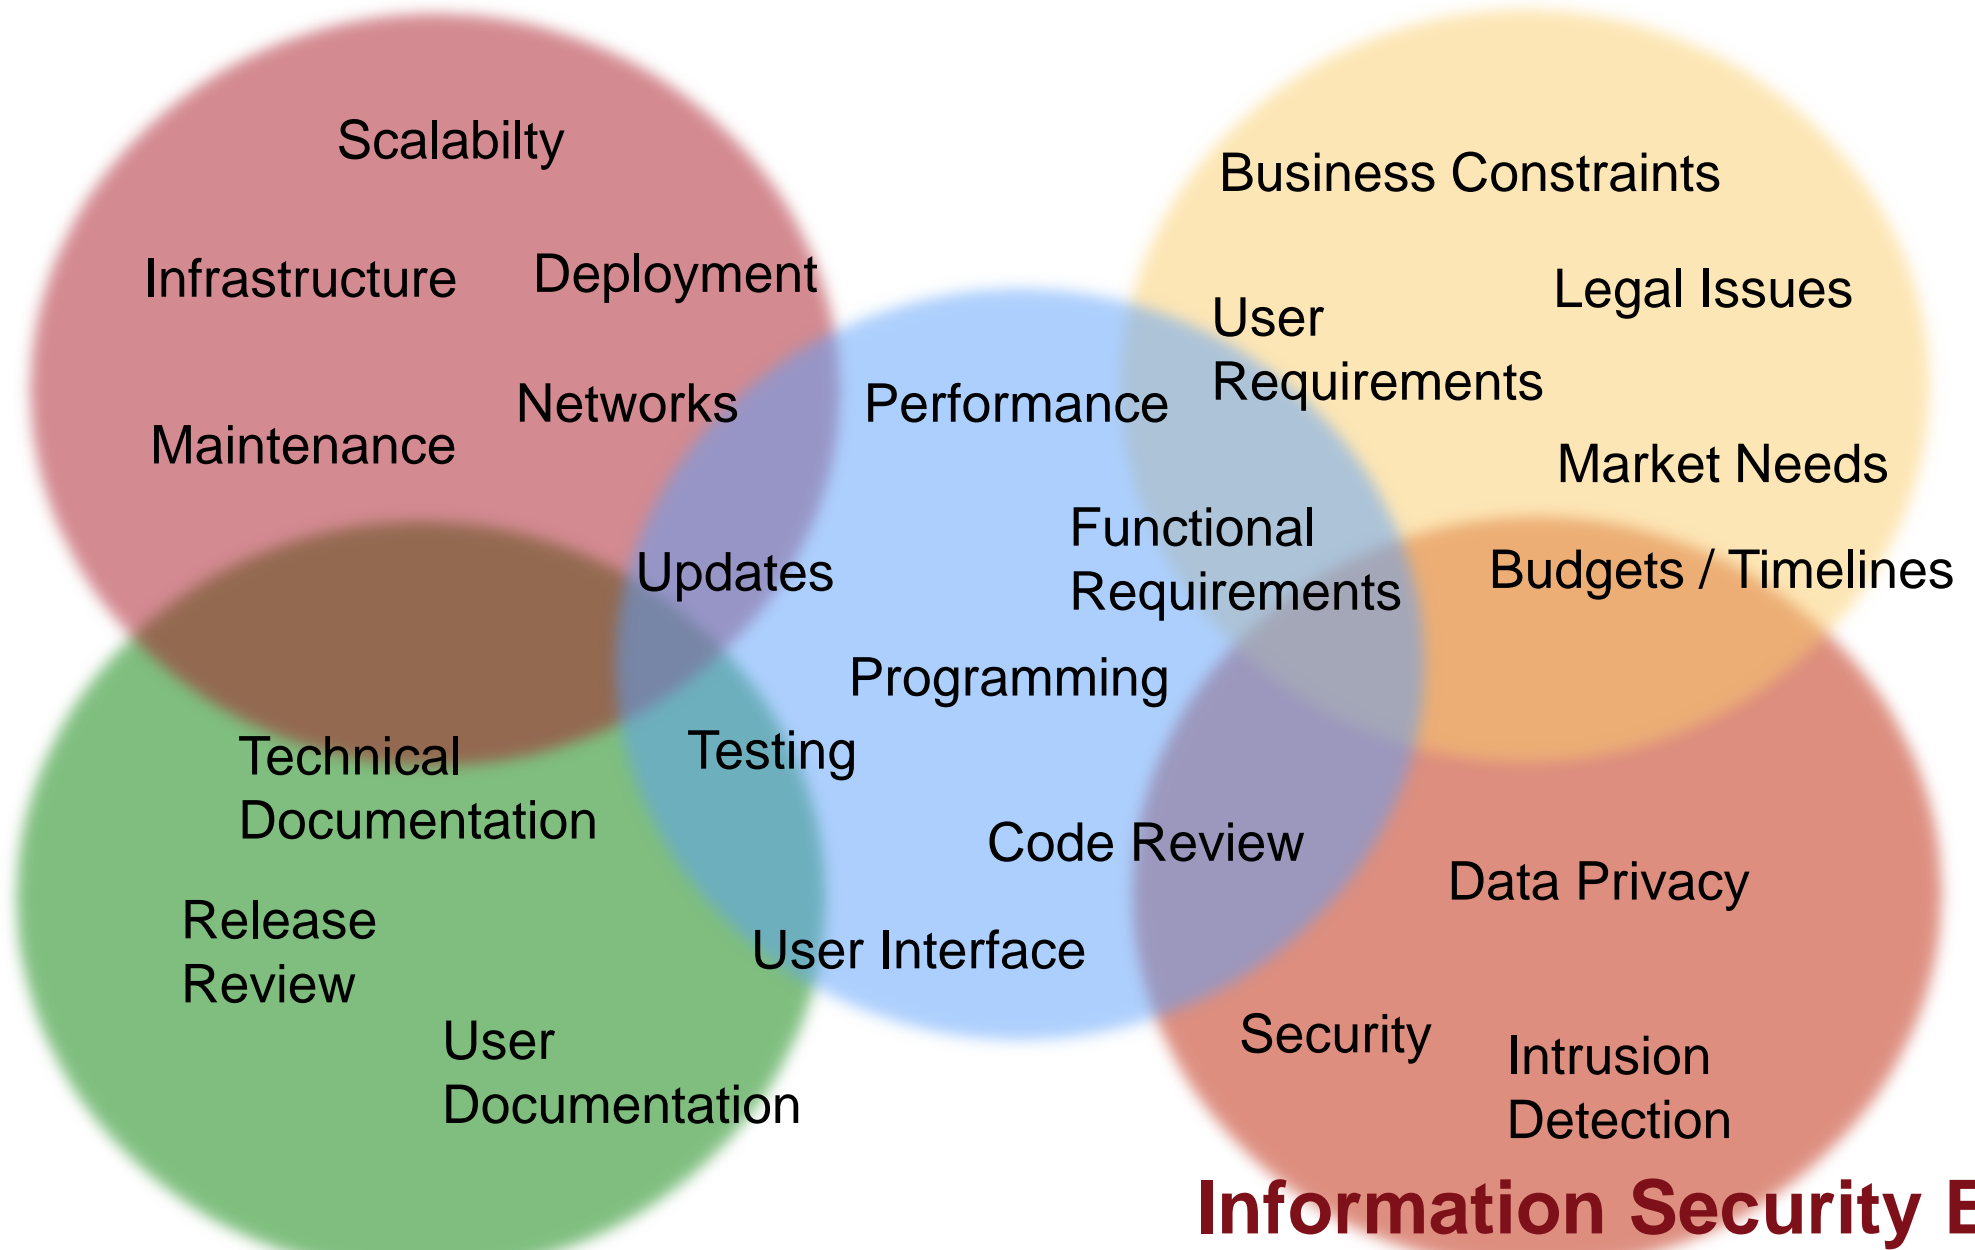 Scalabilty
Business Constraints
Infrastructure
Deployment
Legal Issues
User
Requirements
Networks
Performance
Maintenance
Market Needs
Functional
Requirements
Updates
Budgets / Timelines
Programming
Technical
Documentation
Testing
Code Review
Data Privacy
Release
Review
User Interface
User
Documentation
Security
Intrusion
Detection
Information Security